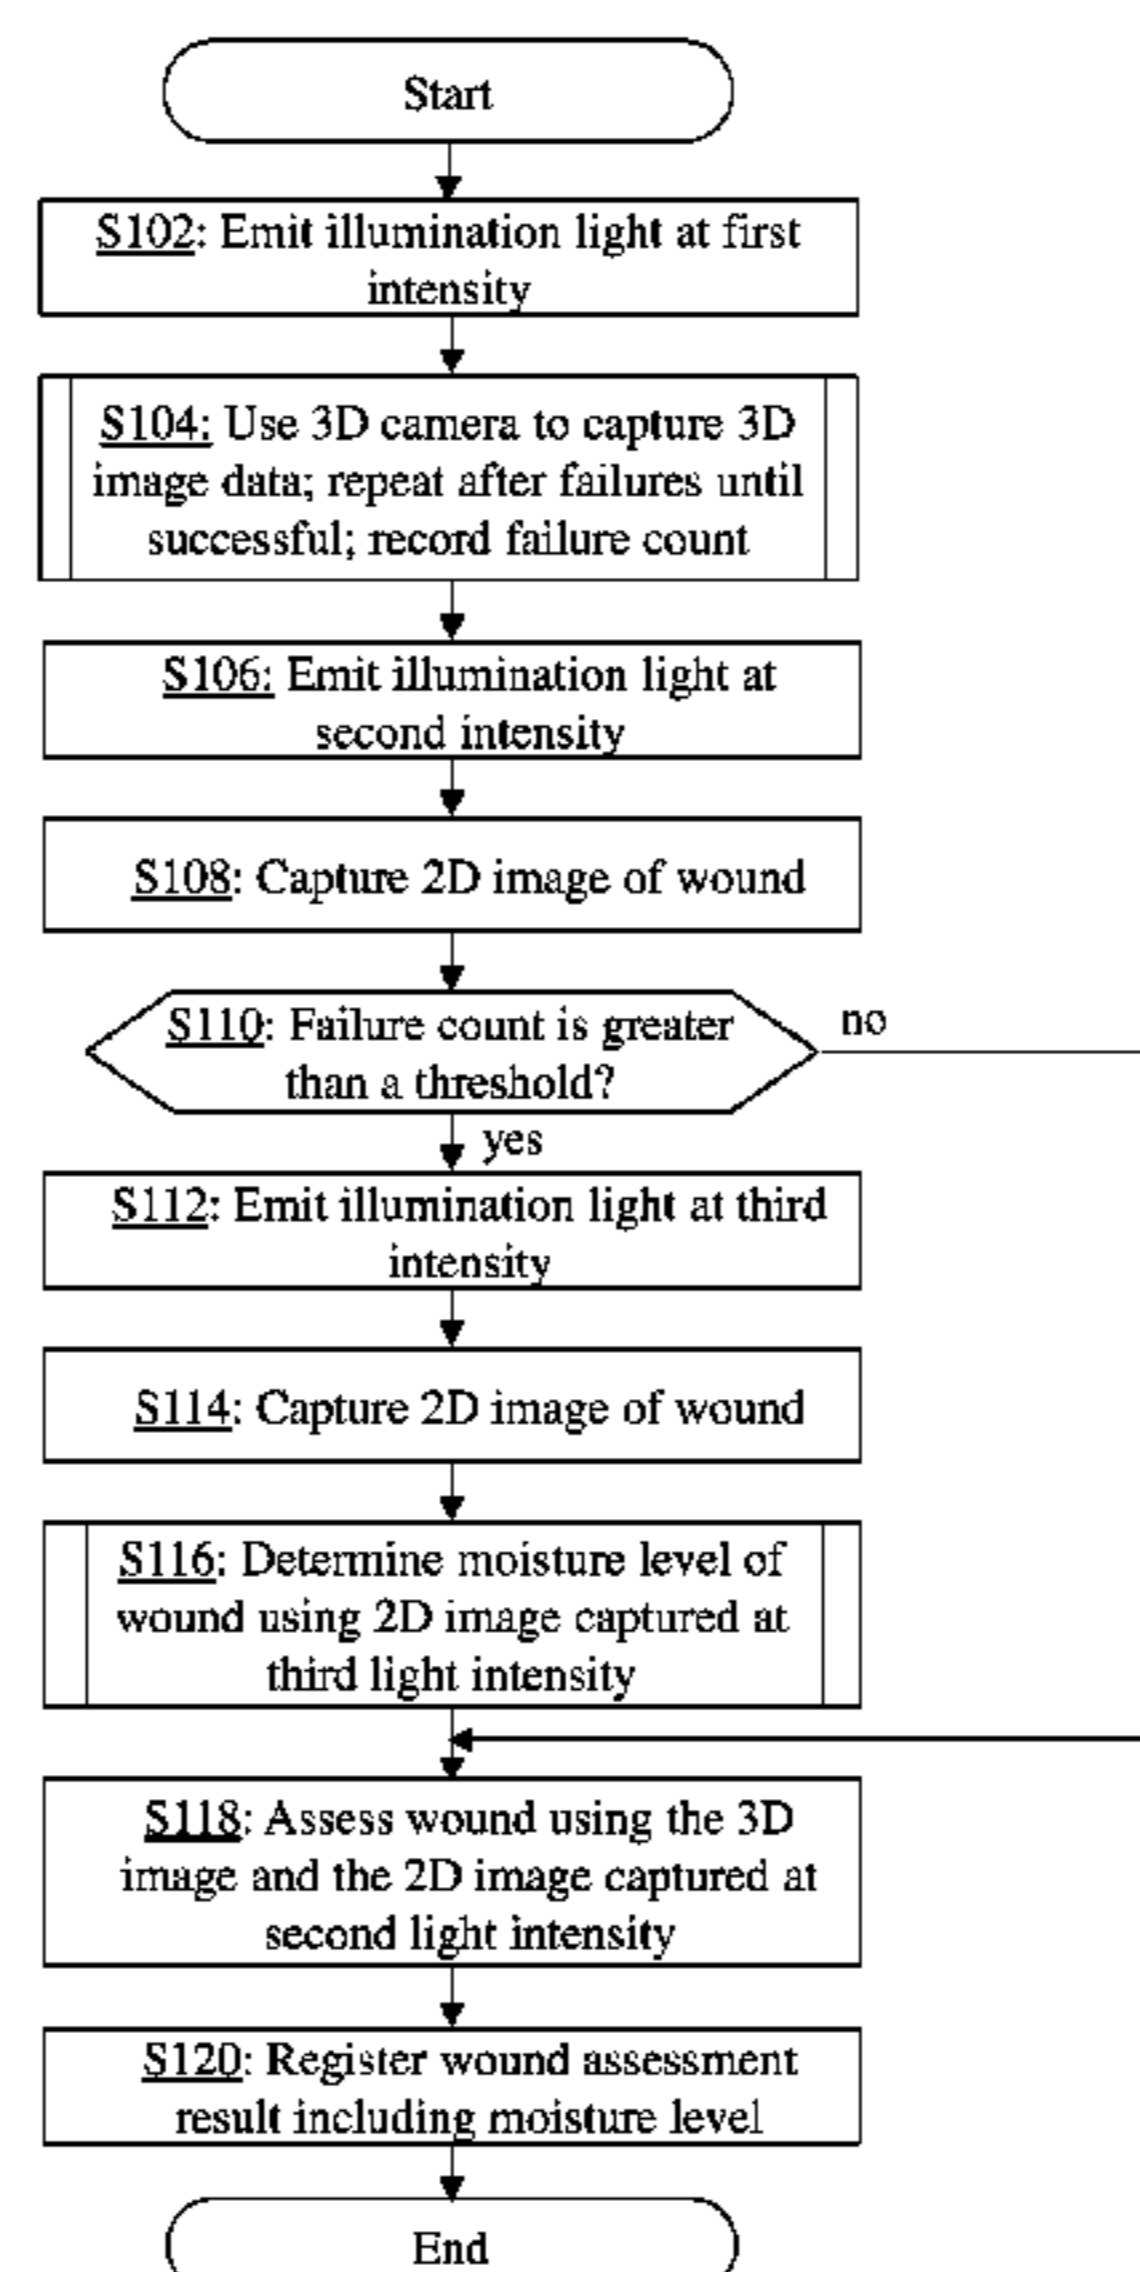 Start
S102: Emit illumination light at first
intensity
S104: Use 3D camera to capture 3D
image data; repeat after failures until
successful; record failure count
S106: Emit illumination light at
second intensity
S108: Capture 2D image of wound
S110: Failure count is greater
than a threshold?
no
yes
S112: Emit illumination light at third
intensity
S114: Capture 2D image of wound
S116: Determine moisture level of
wound using 2D image captured at
third light intensity
S118: Assess wound using the 3D
image and the 2D image captured at
second light intensity
S120: Register wound assessment
result including moisture level
End